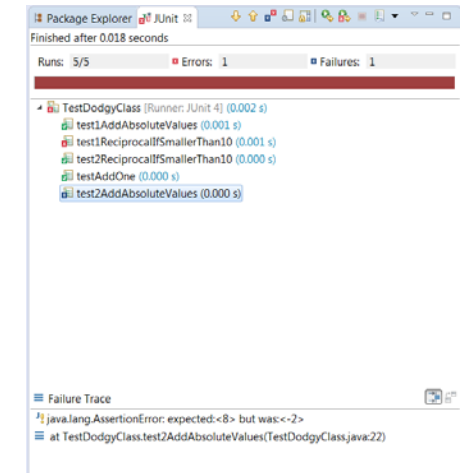 Package Explorer JUnit
Finished after 0.018 seconds
Runs: 5/5 Errors: 1 Failures: 1
TestDodgyClass [Runner: JUnit 4] (0.002 s)
test1AddAbsoluteValues (0.001 s)
test1ReciprocalIfSmallerThan10 (0.001 s)
test2ReciprocalIfSmallerThan10 (0.000 s)
testAddOne (0.000 s)
test2AddAbsoluteValues (0.000 s)
Failure Trace
java.lang.AssertionError: expected:<8> but was:<-2>
at TestDodgyClass.test2AddAbsoluteValues(TestDodgyClass.java:22)